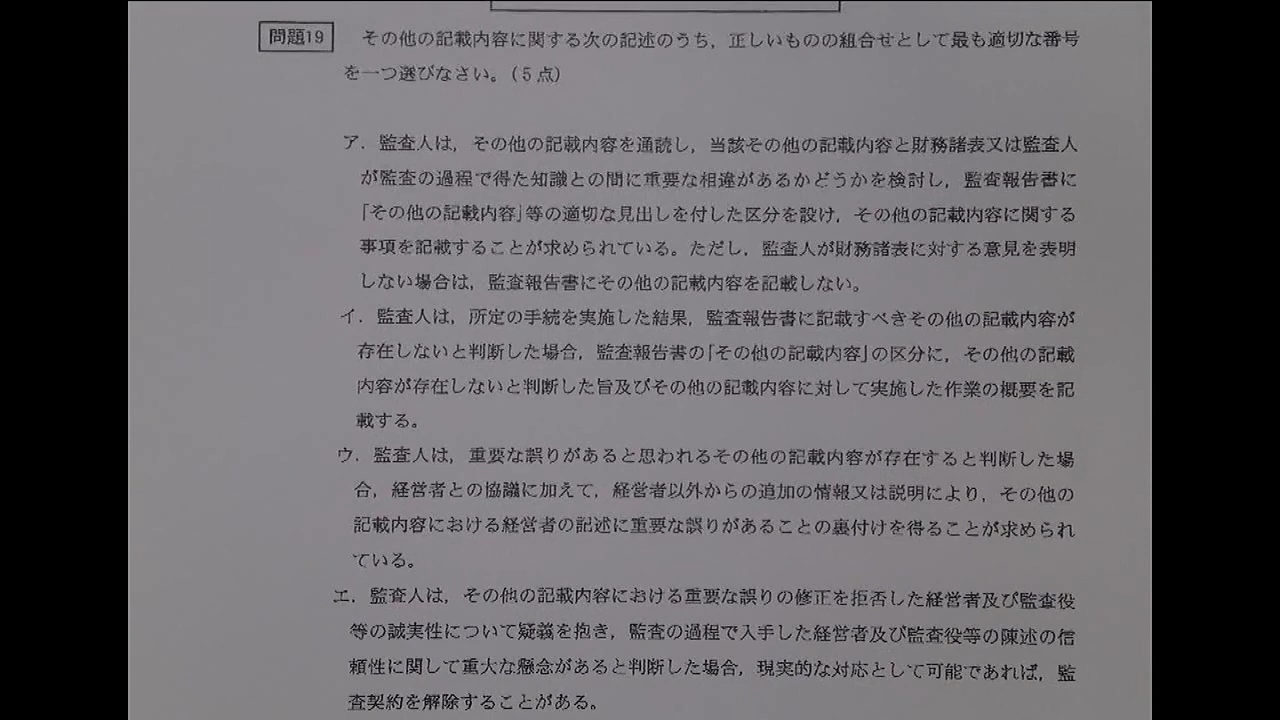 問題19 その他の記載内容に関する次の記述のうち，正しいものの組合せとして最も適切な番号
を一つ選びなさい。（5点）
ア．監査人は，その他の記載内容を通読し，当該その他の記載内容と財務諸表又は監査人
が監査の過程で得た知識との間に重要な相違があるかどうかを検討し，監査報告書に
「その他の記載内容」等の適切な見出しを付した区分を設け，その他の記載内容に関する
事項を記載することが求められている。ただし，監査人が財務諸表に対する意見を表明
しない場合は，監査報告書にその他の記載内容を記載しない。
イ．監査人は，所定の手続を実施した結果，監査報告書に記載すべきその他の記載内容が
存在しないと判断した場合，監査報告書の「その他の記載内容」の区分に，その他の記載
内容が存在しないと判断した旨及びその他の記載内容に対して実施した作業の概要を記
載する。
ウ．監査人は，重要な誤りがあると思われるその他の記載内容が存在すると判断した場
合，経営者との協議に加えて，経営者以外からの追加の情報又は説明により，その他の
記載内容における経営者の記述に重要な誤りがあることの裏付けを得ることが求められ
ている。
エ．監査人は，その他の記載内容における重要な誤りの修正を拒否した経営者及び監査役
等の誠実性について疑義を抱き，監査の過程で入手した経営者及び監査役等の陳述の信
頼性に関して重大な懸念があると判断した場合，現実的な対応として可能であれば，監
査契約を解除することがある。